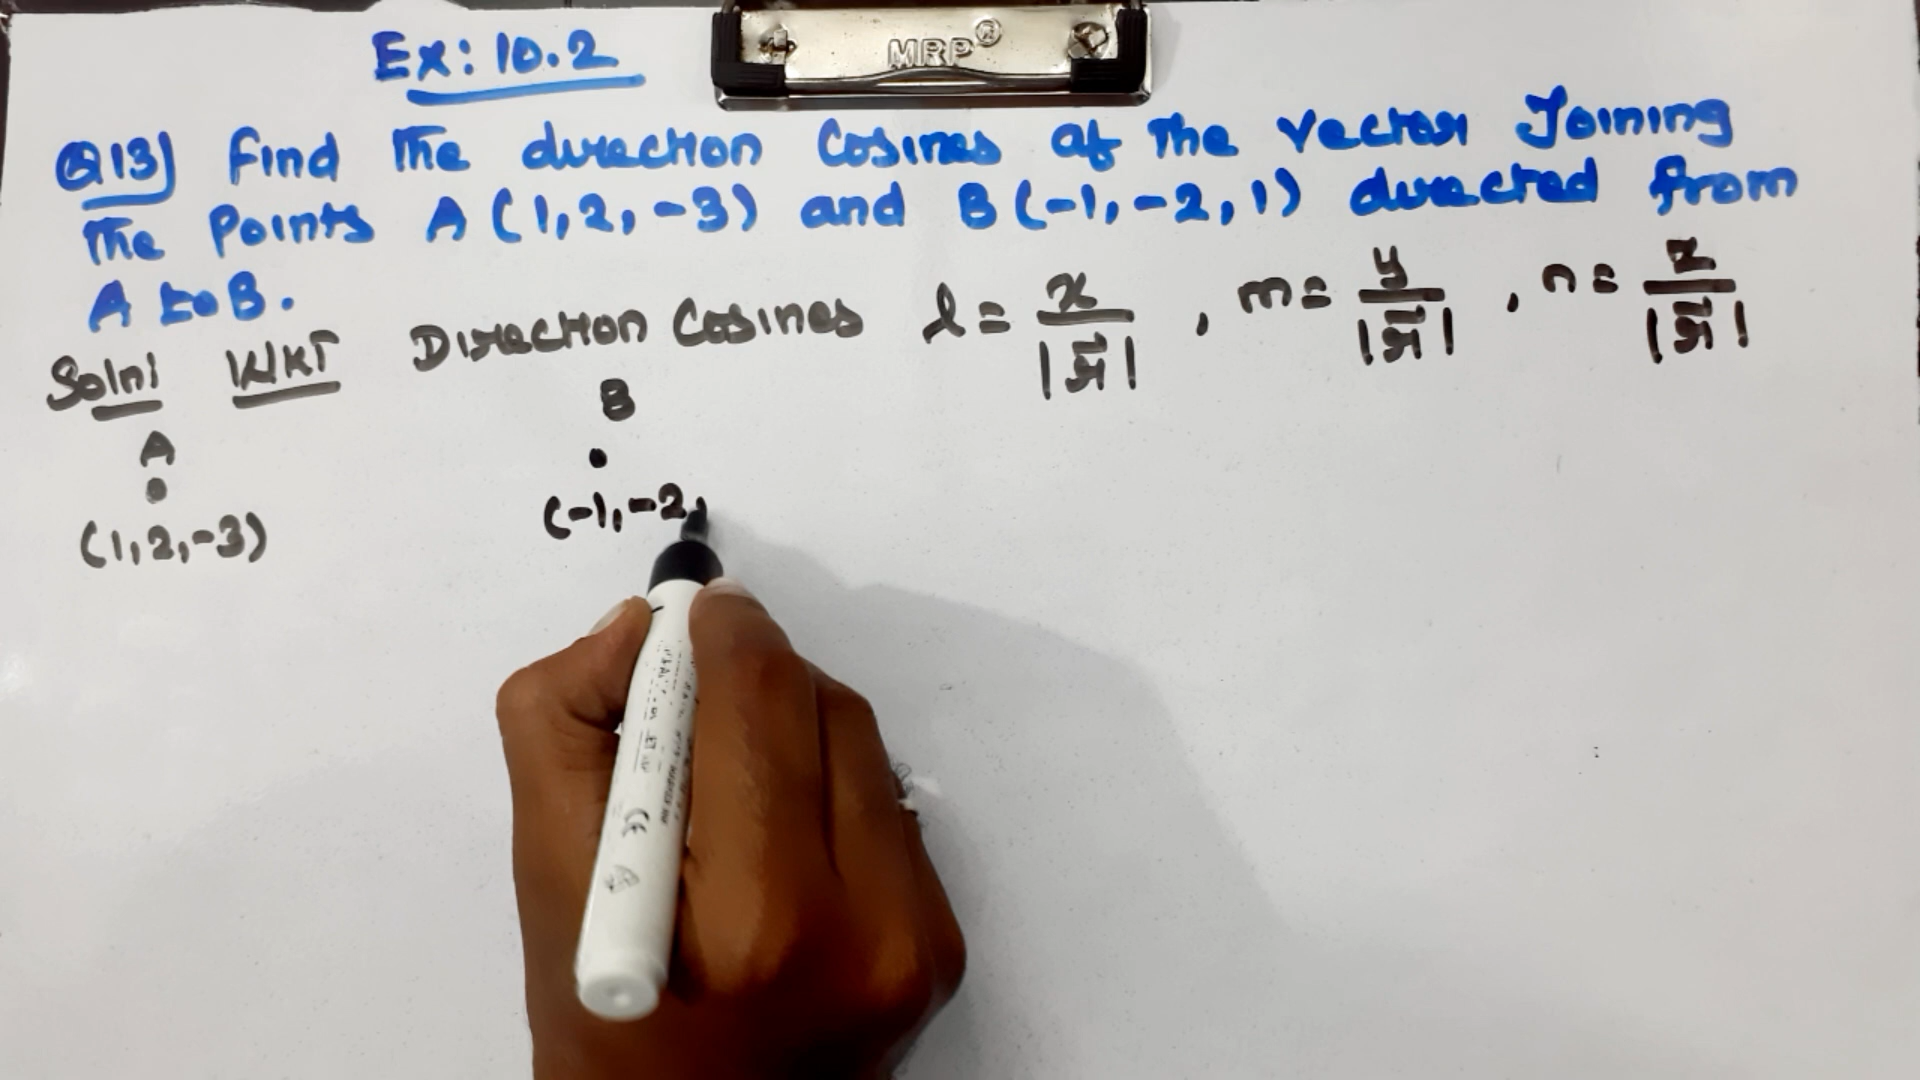 MRP®
Ex: 10.2
Q13) Find the direction Cosines of the vector Joining
the Points A (1, 2, -3) and B (-1, -2, 1) directed from
A to B.
Soln: WKT Direction Cosines l = x/|r⃗| , m = y/|r⃗| , n = z/|r⃗|
A B
(1, 2, -3) (-1, -2,
CE